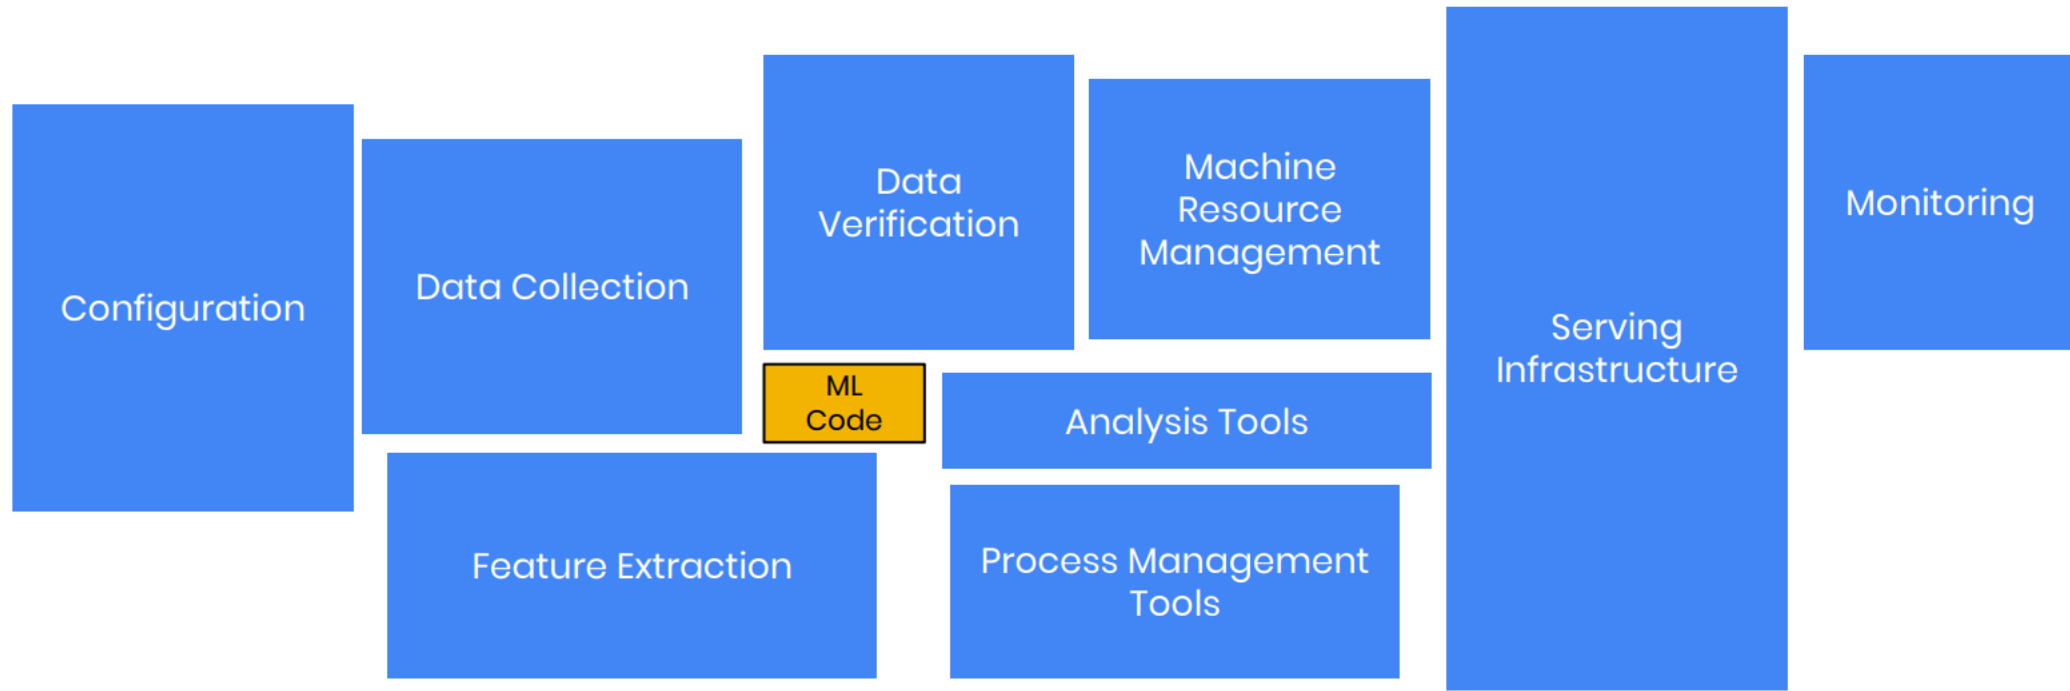 Configuration
Data Collection
Data
Verification
Machine
Resource
Management
Serving
Infrastructure
Monitoring
ML
Code
Analysis Tools
Feature Extraction
Process Management
Tools